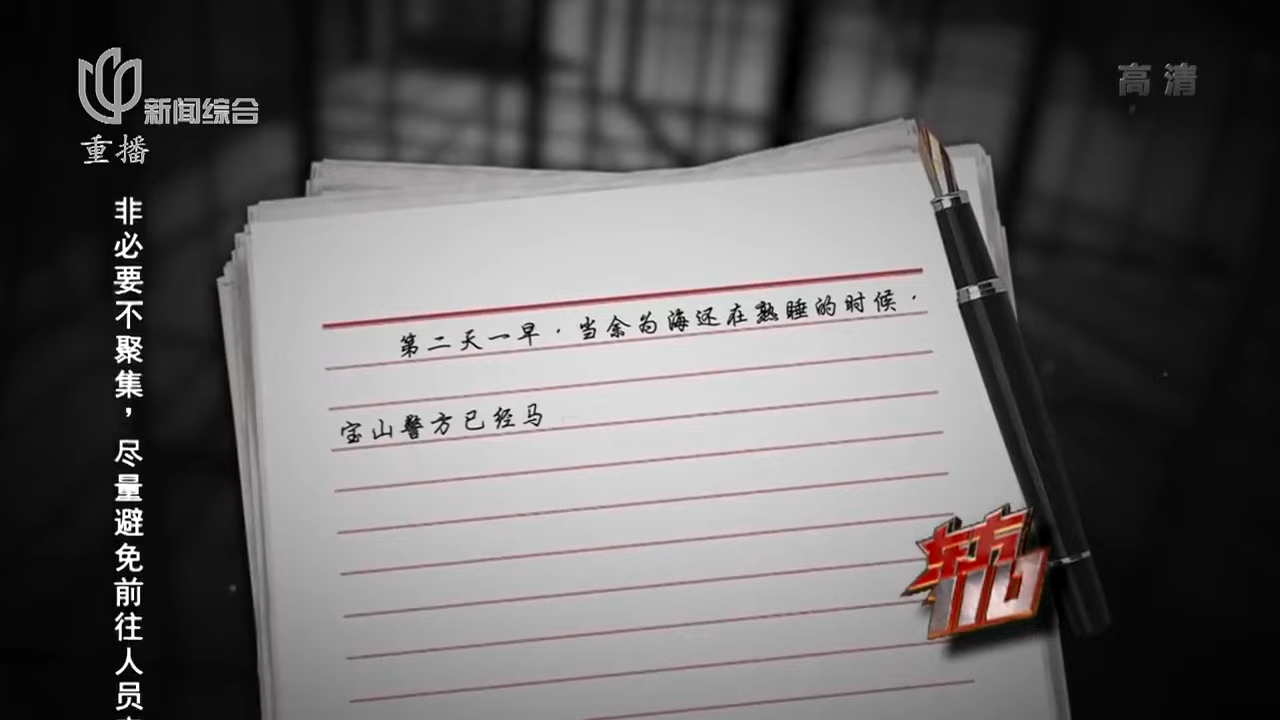 新闻综合
高清
重播
非必要不聚集，尽量避免前往人员
第二天一早，当余为海还在熟睡的时候，
宝山警方已经马
110